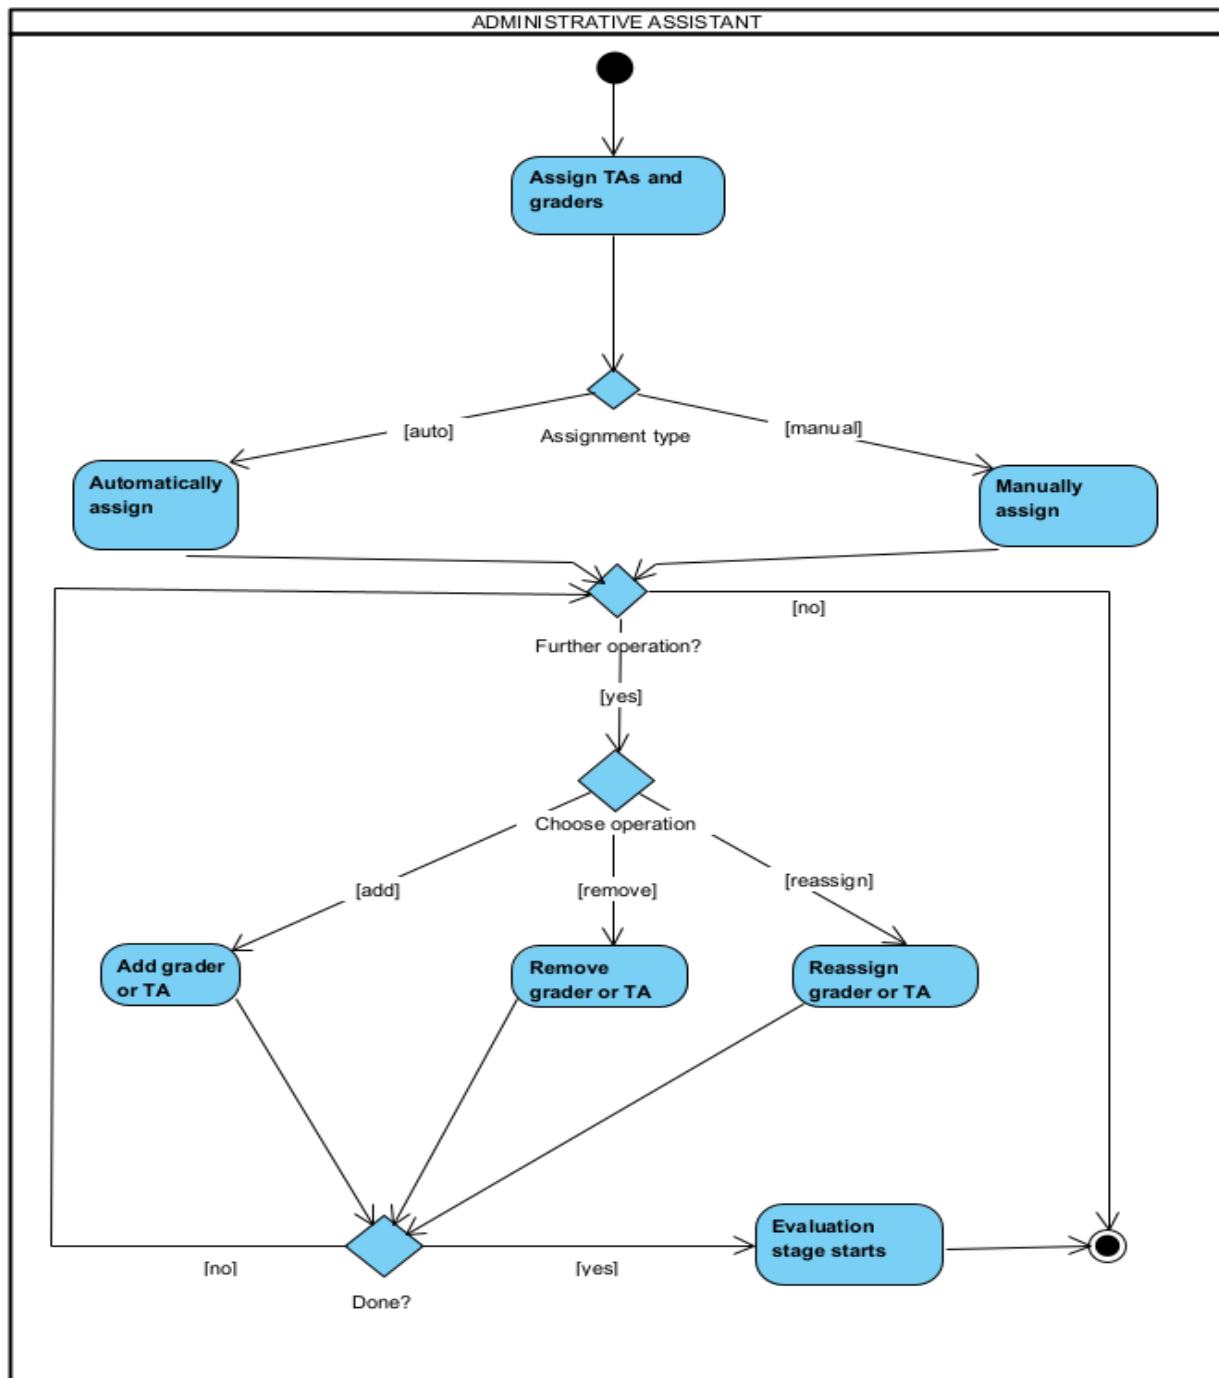 ADMINISTRATIVE ASSISTANT
Assign TAs and
graders
[auto]
Assignment type
[manual]
Automatically
assign
Manually
assign
[no]
Further operation?
[yes]
Choose operation
[add]
[remove]
[reassign]
Add grader
or TA
Remove
grader or TA
Reassign
grader or TA
Evaluation
stage starts
[no]
[yes]
Done?